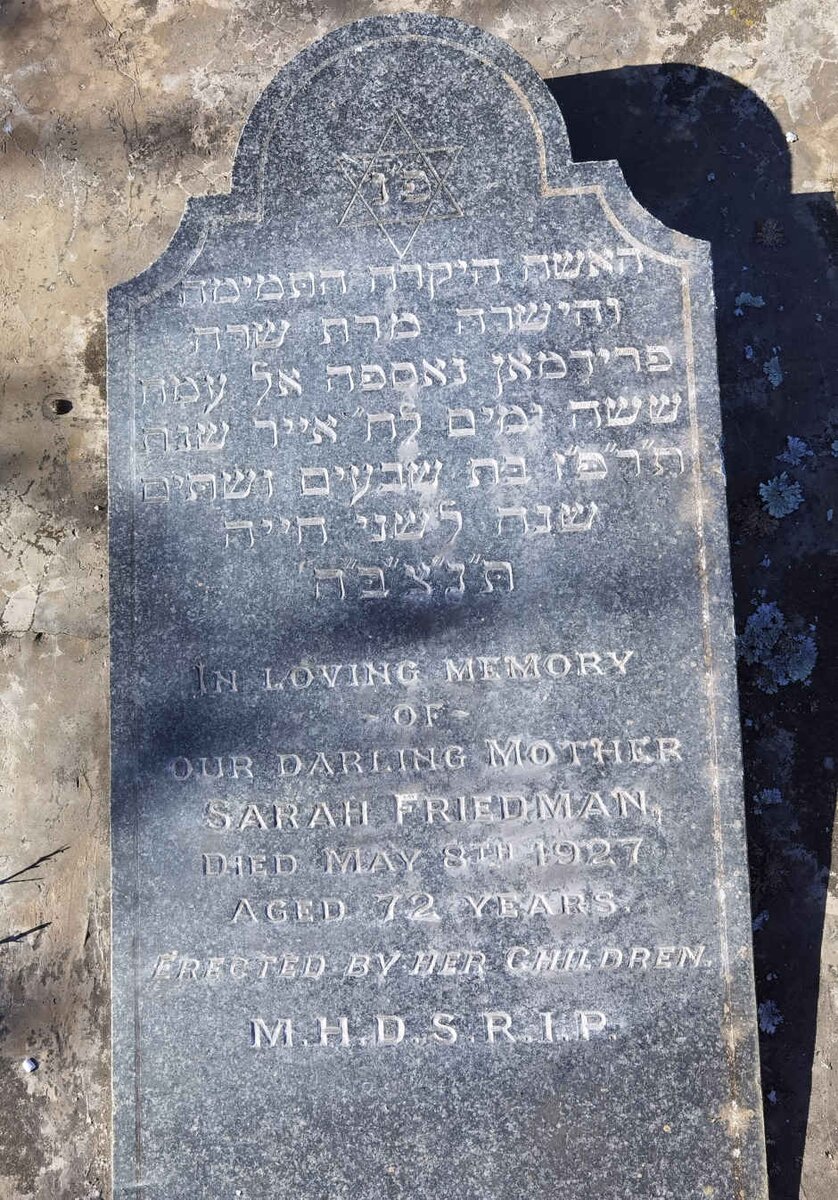 פ״נ
האשה היקרה התמימה
והישרה מרת שרה
פרידמאן נאספה אל עמה
ששה ימים לח׳ אייר שנת
ת״ר״פ״ז בת שבעים ושתים
שנה לשני חייה
ת״נ״צ״ב״ה׳
IN LOVING MEMORY
- OF -
OUR DARLING MOTHER
SARAH FRIEDMAN,
DIED MAY 8TH 1927
AGED 72 YEARS.
ERECTED BY HER CHILDREN.
M.H.D.S.R.I.P.